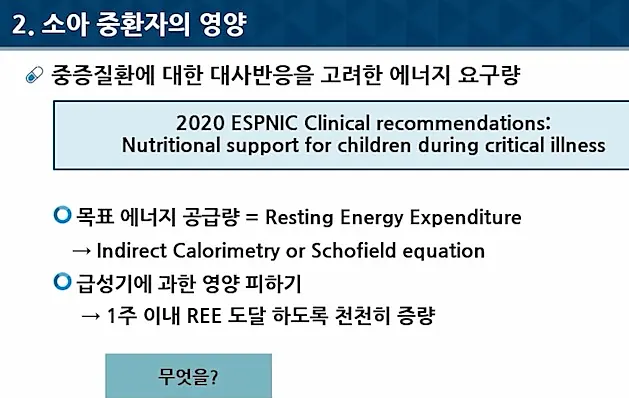 2. 소아 중환자의 영양
중증질환에 대한 대사반응을 고려한 에너지 요구량
2020 ESPNIC Clinical recommendations:
Nutritional support for children during critical illness
목표 에너지 공급량 = Resting Energy Expenditure
→ Indirect Calorimetry or Schofield equation
급성기에 과한 영양 피하기
→ 1주 이내 REE 도달 하도록 천천히 증량
무엇을?